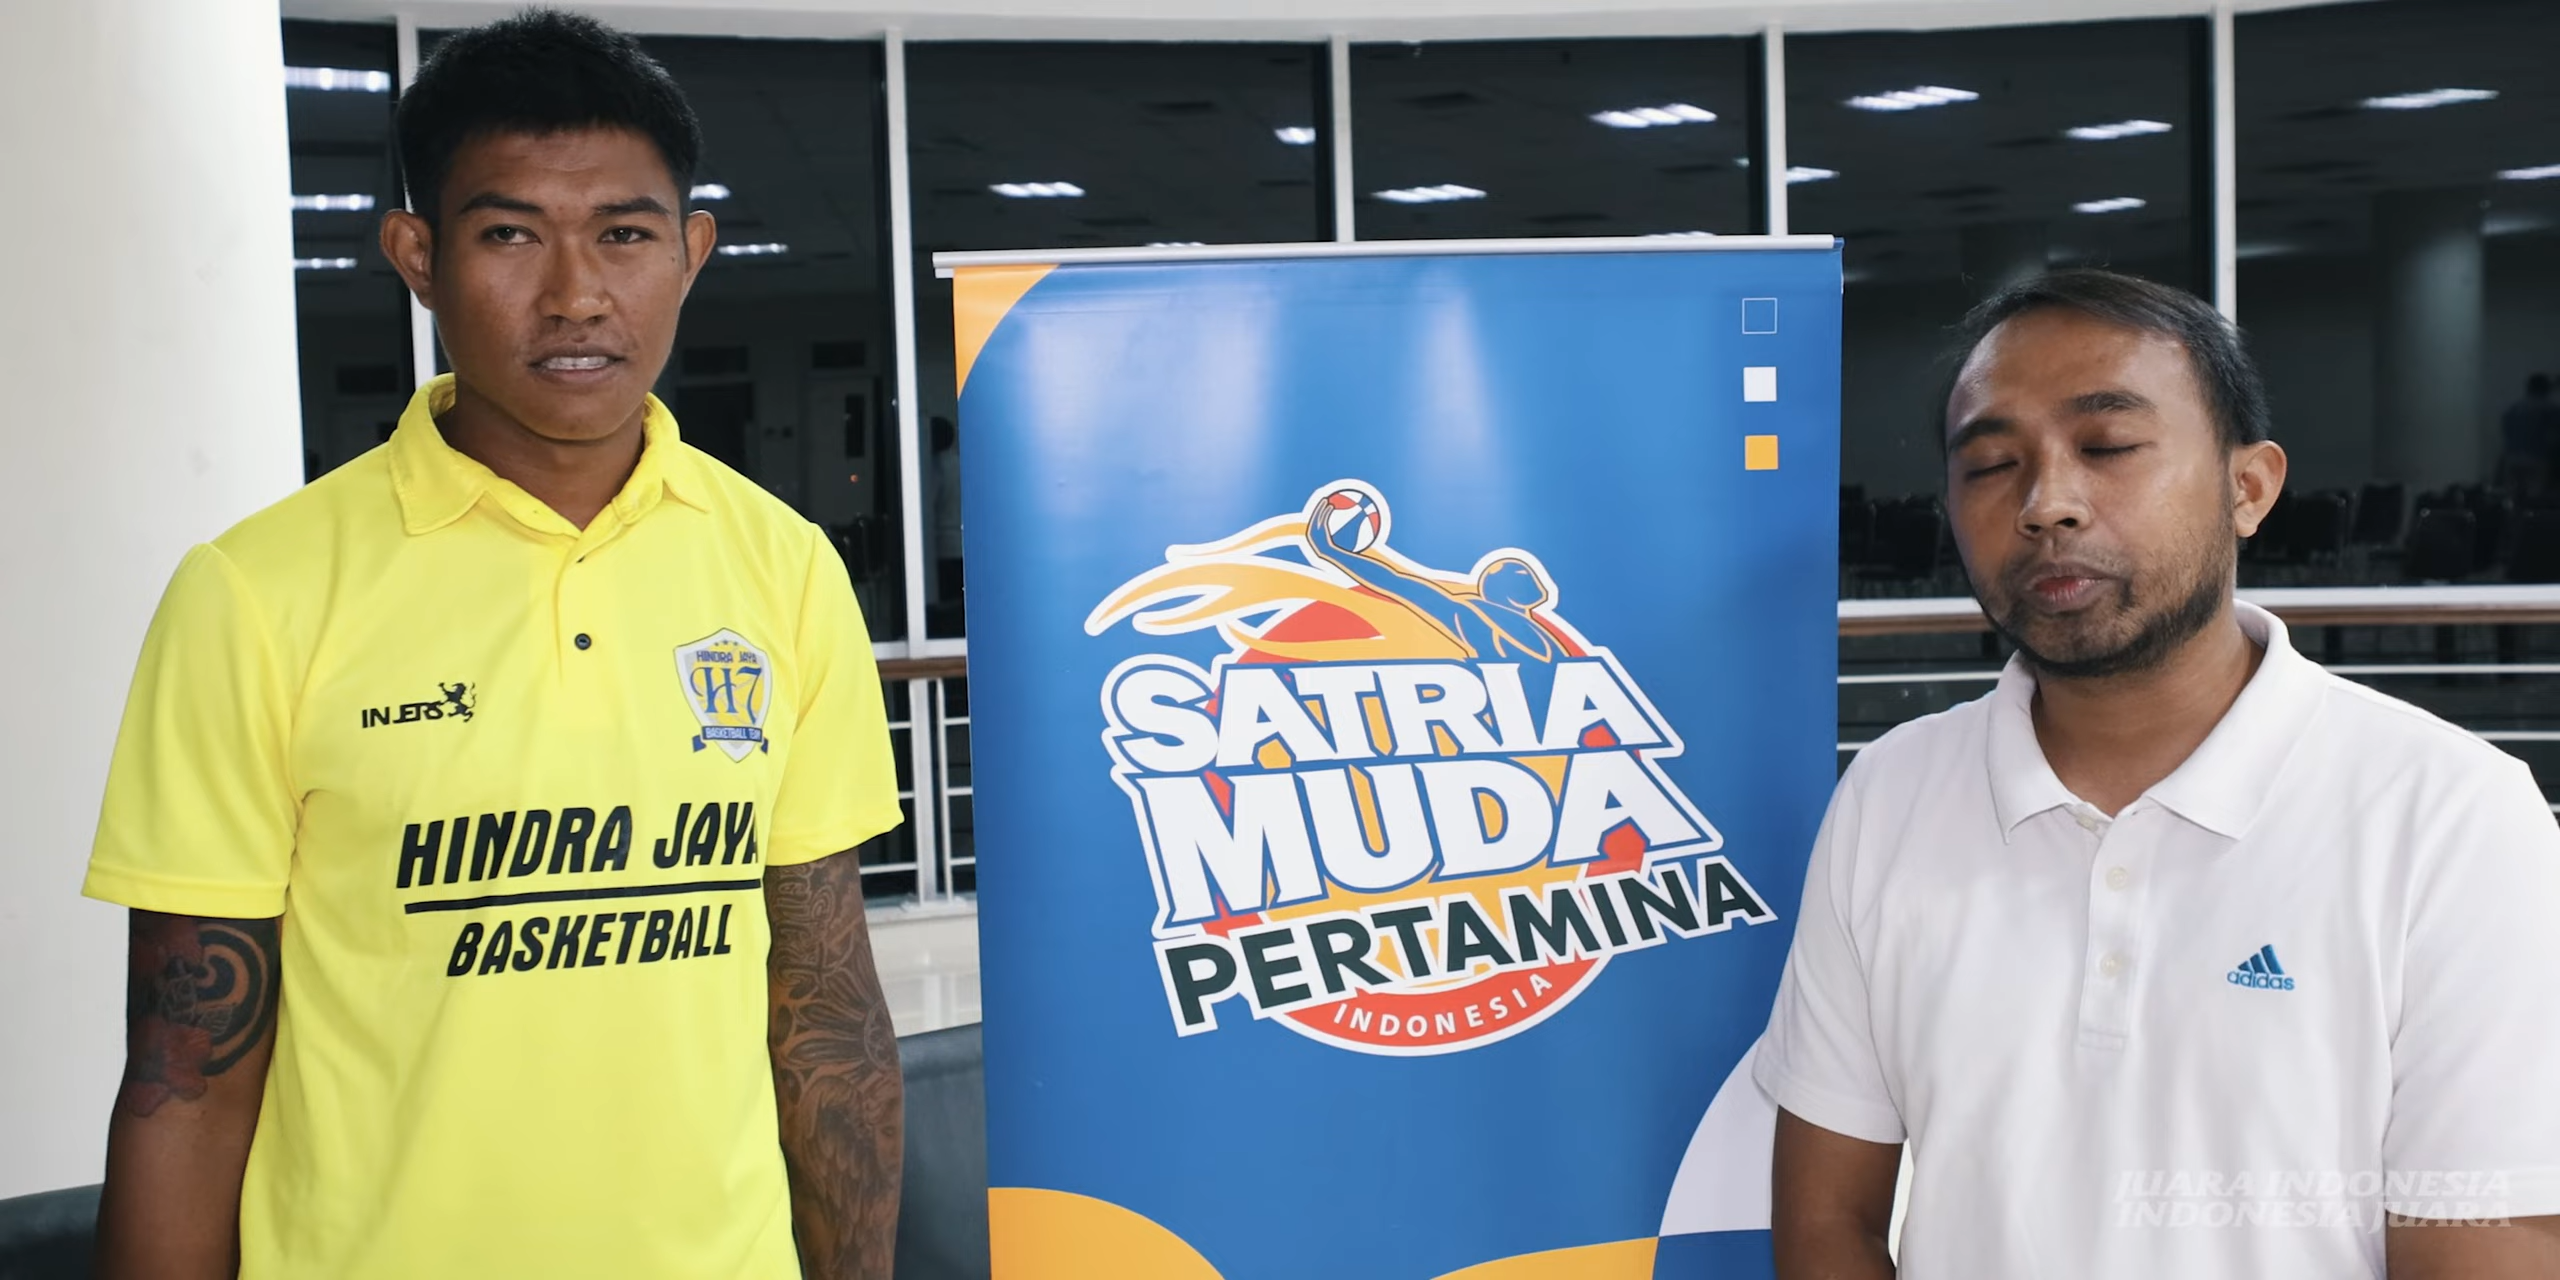 INJERS
HINDRA JAYA
H7
BASKETBALL TEAM
HINDRA JAYA
BASKETBALL
SATRIA
MUDA
PERTAMINA
INDONESIA
adidas
JUARA INDONESIA
INDONESIA JUARA